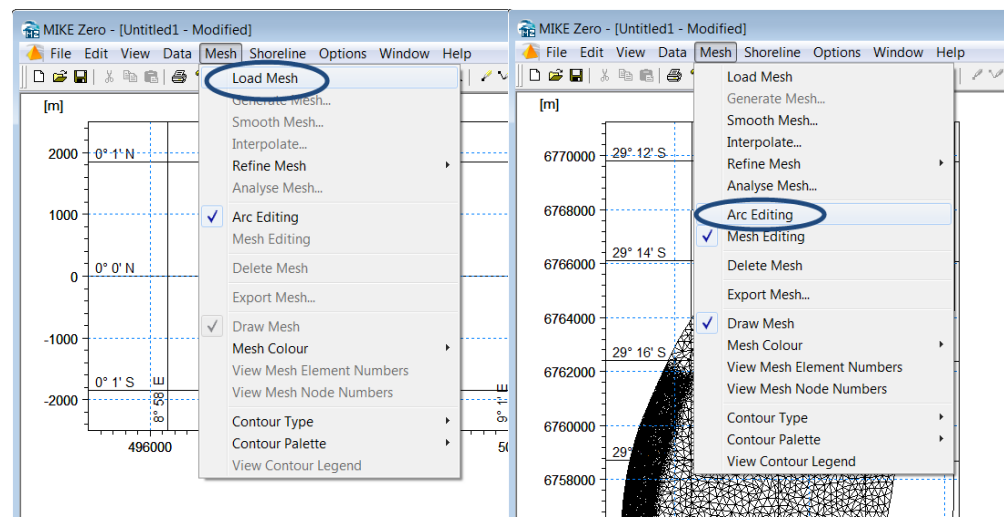 MIKE Zero - [Untitled1 - Modified]
File Edit View Data Mesh Shoreline Options Window Help
[m]
2000
1000
0
-1000
-2000
0° 1' N
0° 0' N
0° 1' S
8° 58' E
9° 1' E
496000
50
Load Mesh
Generate Mesh...
Smooth Mesh...
Interpolate...
Refine Mesh
Analyse Mesh...
Arc Editing
Mesh Editing
Delete Mesh
Export Mesh...
Draw Mesh
Mesh Colour
View Mesh Element Numbers
View Mesh Node Numbers
Contour Type
Contour Palette
View Contour Legend
MIKE Zero - [Untitled1 - Modified]
File Edit View Data Mesh Shoreline Options Window Help
[m]
6770000
6768000
6766000
6764000
6762000
6760000
6758000
29° 12' S
29° 14' S
29° 16' S
29°
Load Mesh
Generate Mesh...
Smooth Mesh...
Interpolate...
Refine Mesh
Analyse Mesh...
Arc Editing
Mesh Editing
Delete Mesh
Export Mesh...
Draw Mesh
Mesh Colour
View Mesh Element Numbers
View Mesh Node Numbers
Contour Type
Contour Palette
View Contour Legend